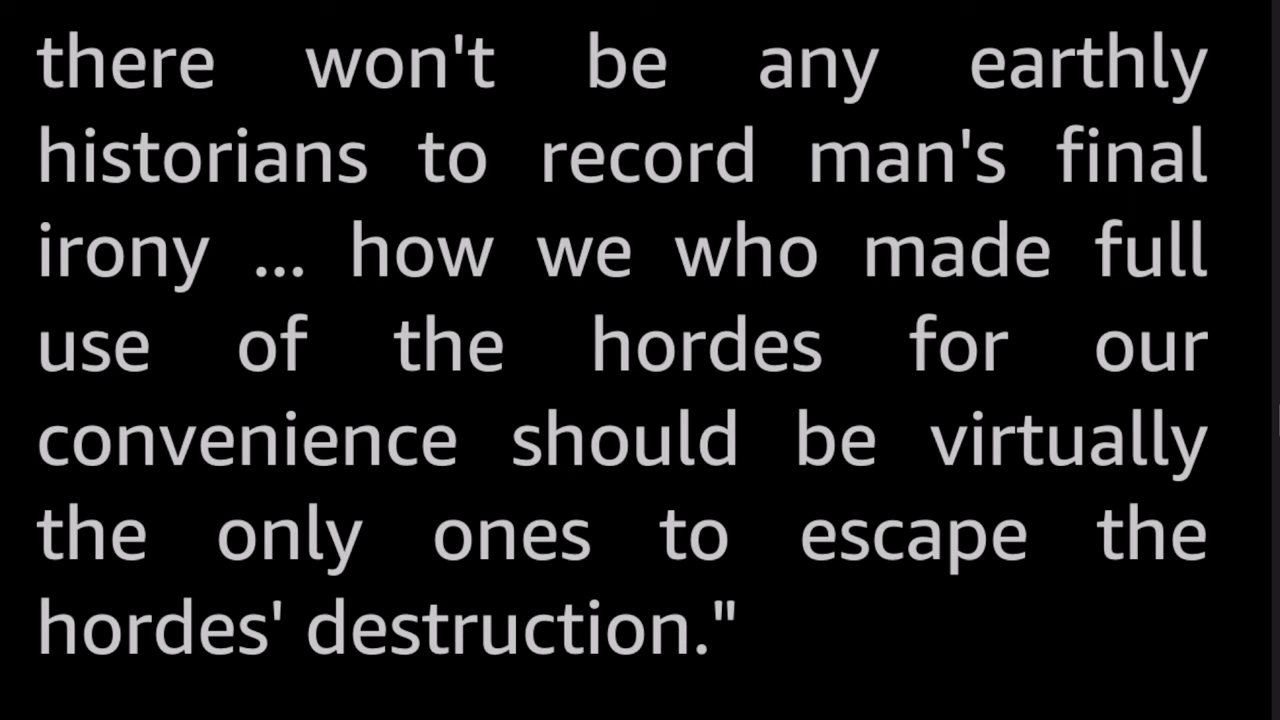 there won't be any earthly
historians to record man's final
irony ... how we who made full
use of the hordes for our
convenience should be virtually
the only ones to escape the
hordes' destruction."